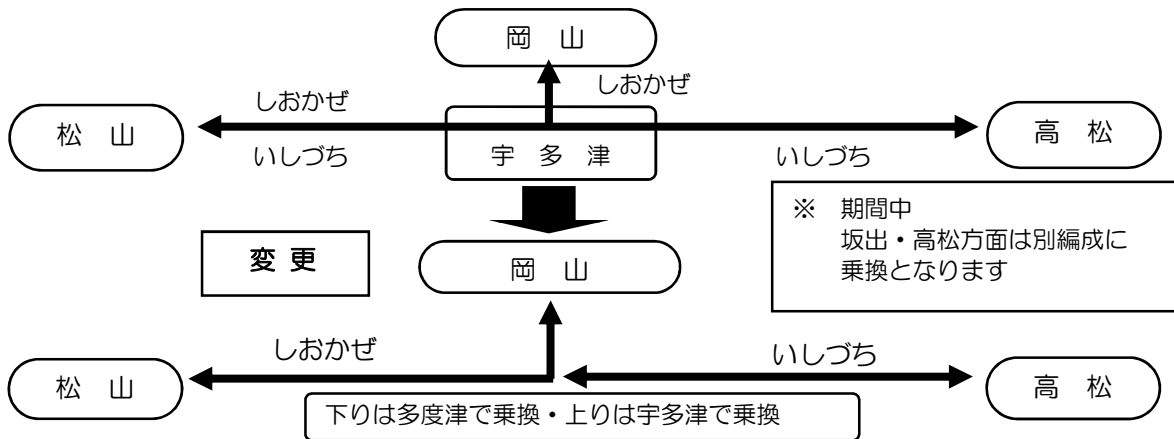 岡　山
しおかぜ
しおかぜ
松　山
高　松
いしづち
宇　多　津
いしづち
※　期間中
坂出・高松方面は別編成に
乗換となります
変 更
岡　山
しおかぜ
いしづち
松　山
高　松
下りは多度津で乗換・上りは宇多津で乗換